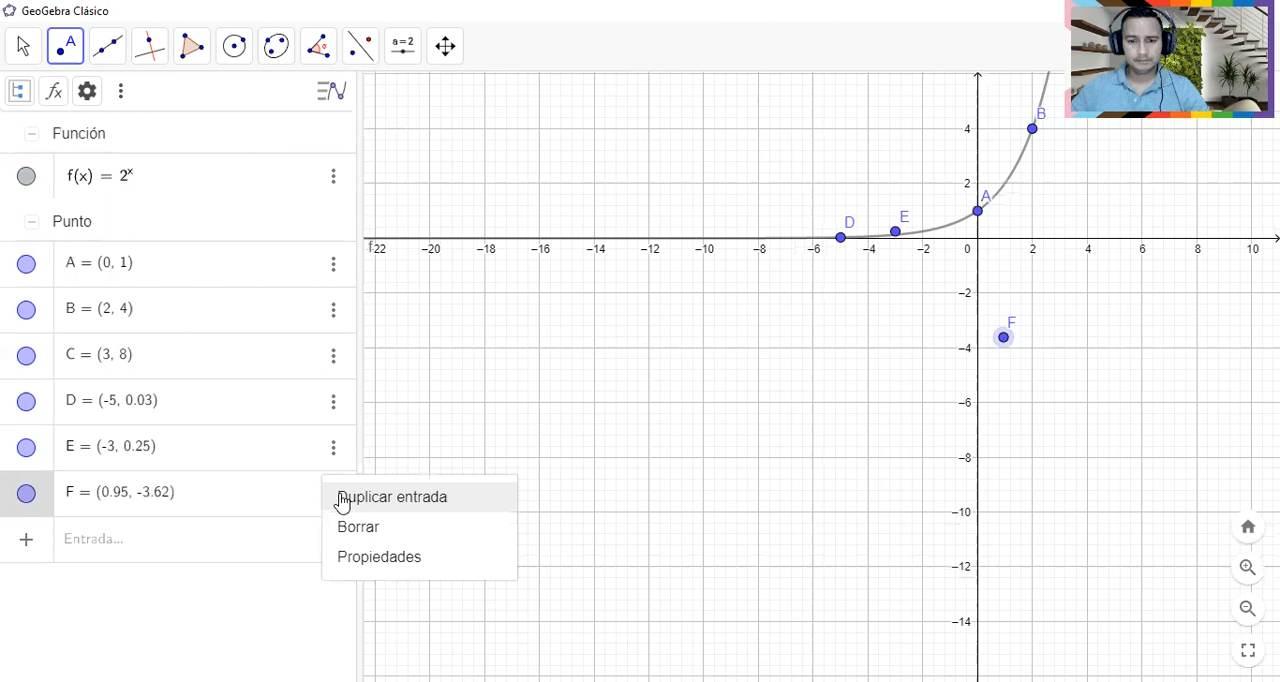 GeoGebra Clásico
A
a=2
fx
Función
f(x) = 2ˣ
Punto
A = (0, 1)
B = (2, 4)
C = (3, 8)
D = (-5, 0.03)
E = (-3, 0.25)
F = (0.95, -3.62)
Entrada...
Duplicar entrada
Borrar
Propiedades
B
4
2
A
E
D
f
-22 -20 -18 -16 -14 -12 -10 -8 -6 -4 -2 0 2 4 6 8 10
-2
F
-4
-6
-8
-10
-12
-14